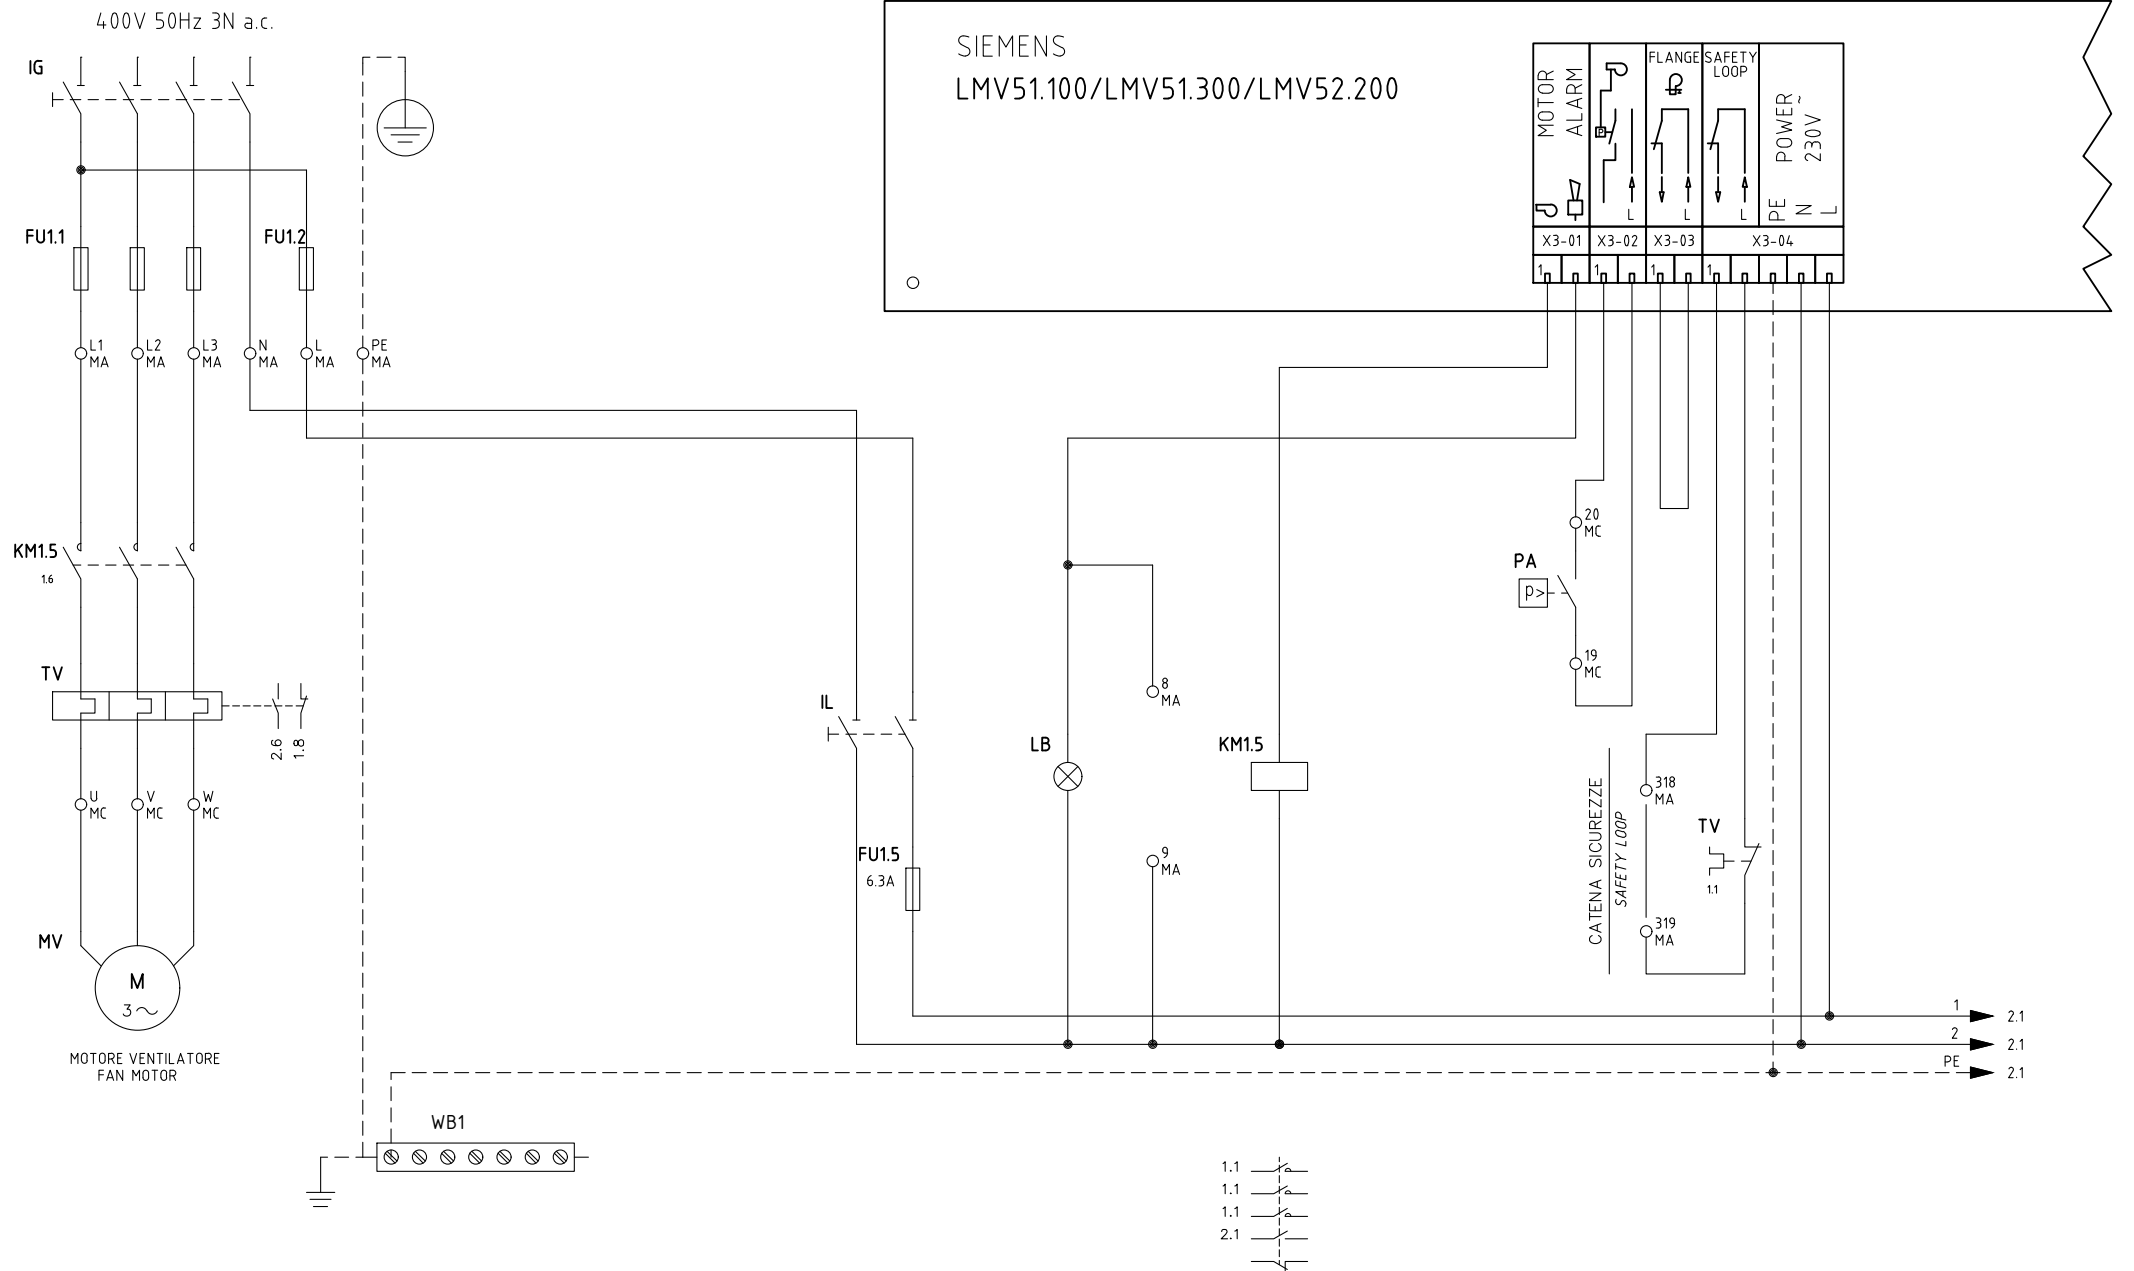 400V 50Hz 3N a.c.
IG
FU1.1
FU1.2
L1
MA
L2
MA
L3
MA
N
MA
L
MA
PE
MA
KM1.5
1.6
TV
2.6
1.8
U
MC
V
MC
W
MC
MV
M
3~
MOTORE VENTILATORE
FAN MOTOR
WB1
SIEMENS
LMV51.100/LMV51.300/LMV52.200
MOTOR
ALARM
P
L
FLANGE
L
SAFETY
LOOP
L
POWER~
230V
PE
N
L
X3-01
X3-02
X3-03
X3-04
1
1
1
1
IL
FU1.5
6.3A
LB
8
MA
9
MA
KM1.5
20
MC
PA
P>
19
MC
CATENA SICUREZZE
SAFETY LOOP
318
MA
319
MA
TV
1.1
1
2.1
2
2.1
PE
2.1
1.1
1.1
1.1
2.1